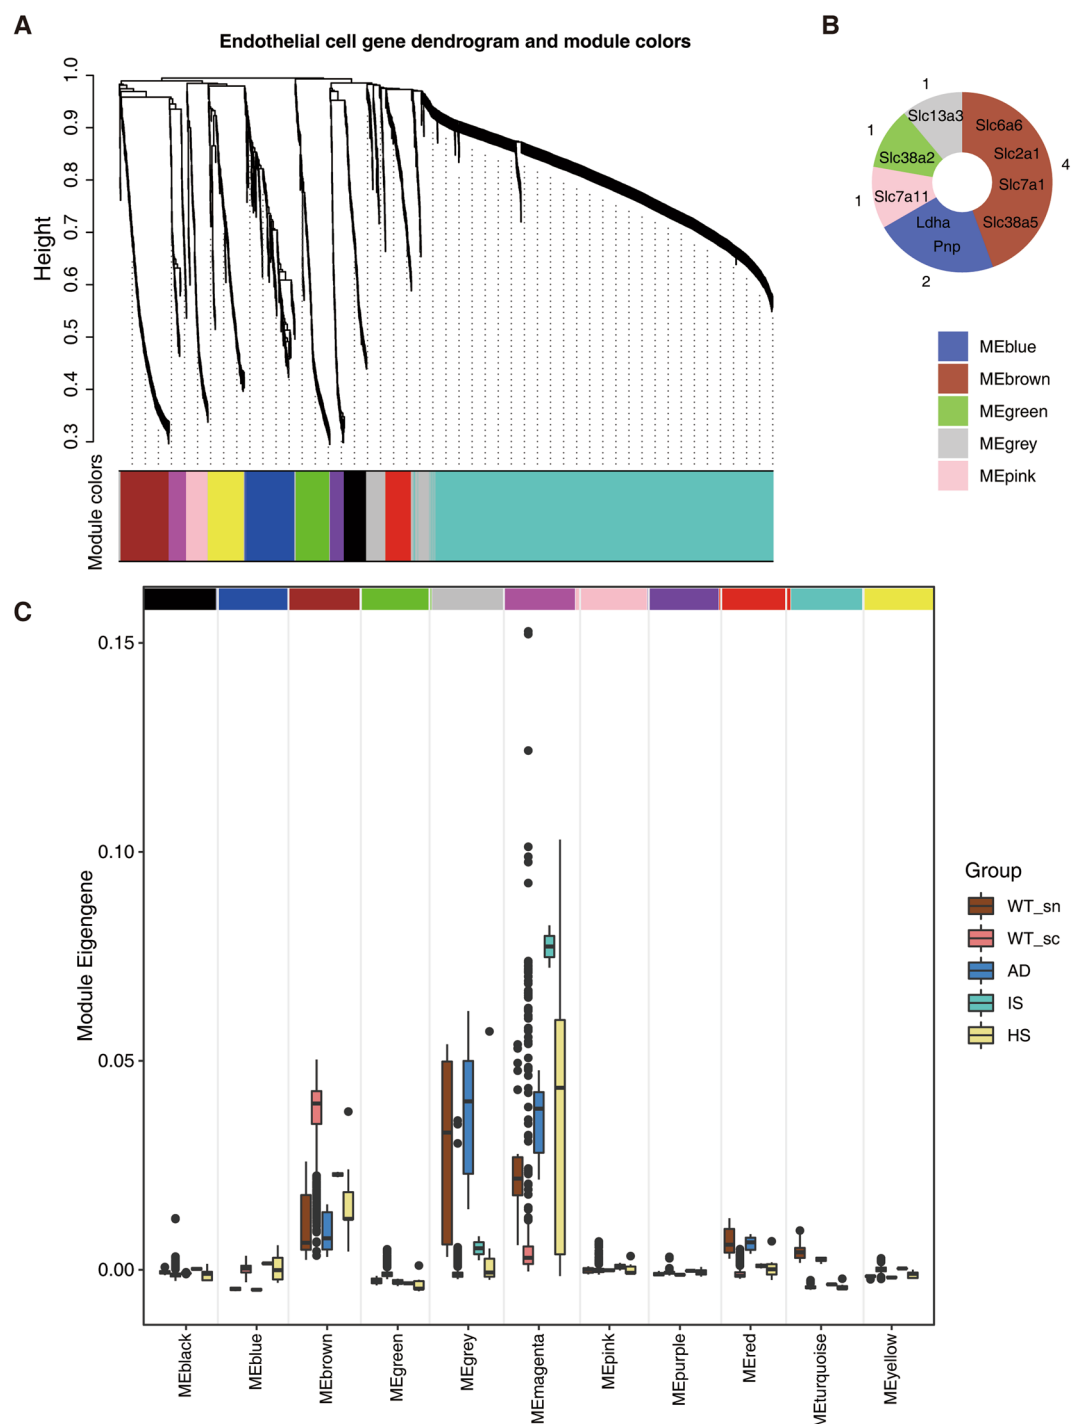 A
B
Endothelial cell gene dendrogram and module colors
Height
1.0
0.9
0.8
0.7
0.6
0.5
0.4
0.3
Module colors
1
1
1
2
4
Slc13a3
Slc6a6
Slc2a1
Slc7a1
Slc38a5
Slc38a2
Slc7a11
Ldha
Pnp
MEblue
MEbrown
MEgreen
MEgrey
MEpink
C
Module Eigengene
0.15
0.10
0.05
0.00
MEblack
MEblue
MEbrown
MEgreen
MEgrey
MEmagenta
MEpink
MEpurple
MEred
MEturquoise
MEyellow
Group
WT_sn
WT_sc
AD
IS
HS